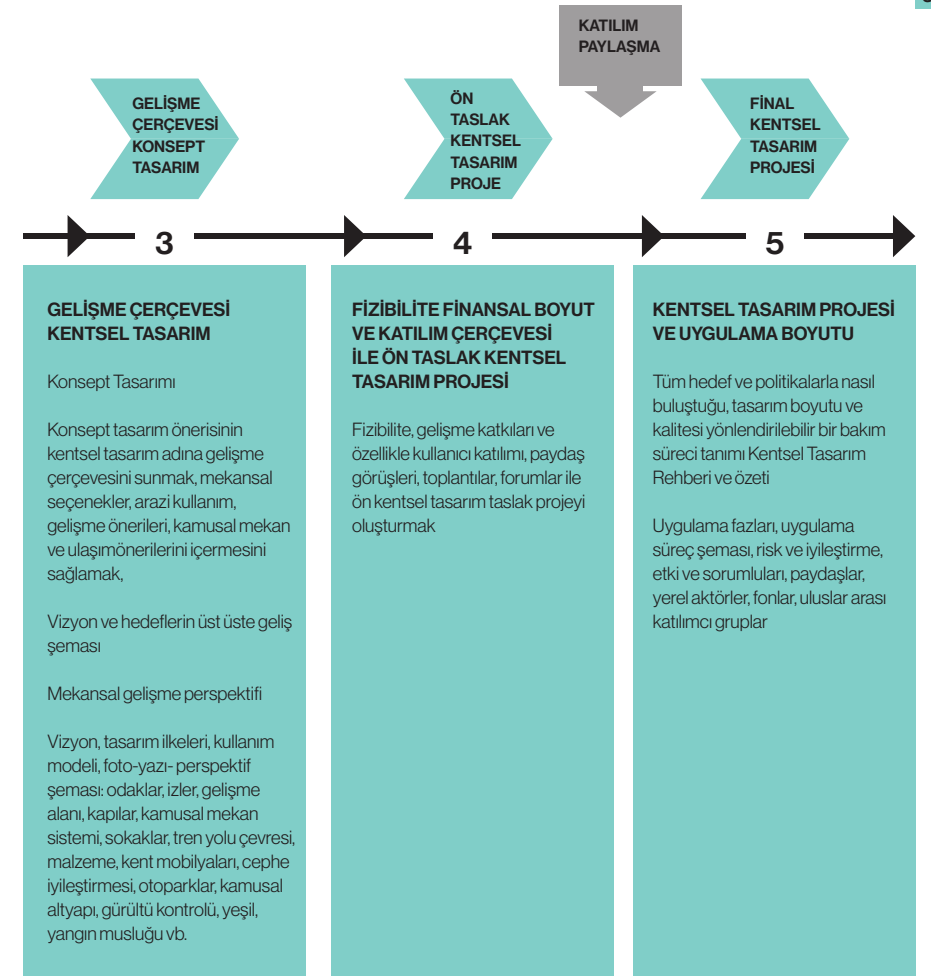 KATILIM
PAYLAŞMA
GELİŞME
ÇERÇEVESİ
KONSEPT
TASARIM
ÖN
TASLAK
KENTSEL
TASARIM
PROJE
FİNAL
KENTSEL
TASARIM
PROJESİ
3
4
5
GELİŞME ÇERÇEVESİ
KENTSEL TASARIM
Konsept Tasarımı
Konsept tasarım önerisinin
kentsel tasarım adına gelişme
çerçevesini sunmak, mekansal
seçenekler, arazi kullanım,
gelişme önerileri, kamusal mekan
ve ulaşımönerilerini içermesini
sağlamak,
Vizyon ve hedeflerin üst üste geliş
şeması
Mekansal gelişme perspektifi
Vizyon, tasarım ilkeleri, kullanım
modeli, foto-yazı- perspektif
şeması: odaklar, izler, gelişme
alanı, kapılar, kamusal mekan
sistemi, sokaklar, tren yolu çevresi,
malzeme, kent mobilyaları, cephe
iyileştirmesi, otoparklar, kamusal
altyapı, gürültü kontrolü, yeşil,
yangın musluğu vb.
FİZİBİLİTE FİNANSAL BOYUT
VE KATILIM ÇERÇEVESİ
İLE ÖN TASLAK KENTSEL
TASARIM PROJESİ
Fizibilite, gelişme katkıları ve
özellikle kullanıcı katılımı, paydaş
görüşleri, toplantılar, forumlar ile
ön kentsel tasarım taslak projeyi
oluşturmak
KENTSEL TASARIM PROJESİ
VE UYGULAMA BOYUTU
Tüm hedef ve politikalarla nasıl
buluştuğu, tasarım boyutu ve
kalitesi yönlendirilebilir bir bakım
süreci tanımı Kentsel Tasarım
Rehberi ve özeti
Uygulama fazları, uygulama
süreç şeması, risk ve iyileştirme,
etki ve sorumluları, paydaşlar,
yerel aktörler, fonlar, uluslar arası
katılımcı gruplar